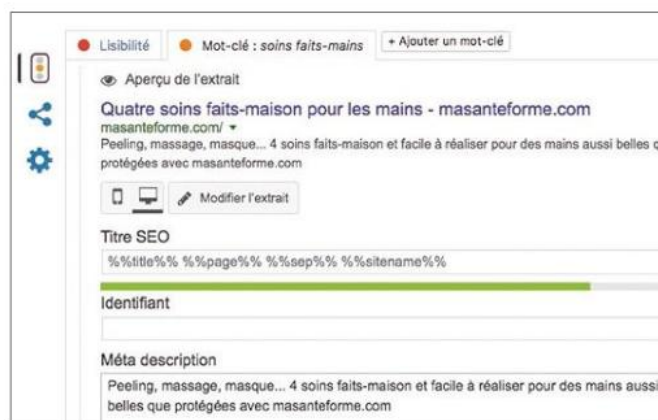 Lisibilité
Mot-clé : soins faits-mains
+ Ajouter un mot-clé
Aperçu de l'extrait
Quatre soins faits-maison pour les mains - masanteforme.com
masanteforme.com/
Peeling, massage, masque... 4 soins faits-maison et facile à réaliser pour des mains aussi belles
protégées avec masanteforme.com
Modifier l'extrait
Titre SEO
%%title%% %%page%% %%sep%% %%sitename%%
Identifiant
Méta description
Peeling, massage, masque... 4 soins faits-maison et facile à réaliser pour des mains aussi
belles que protégées avec masanteforme.com